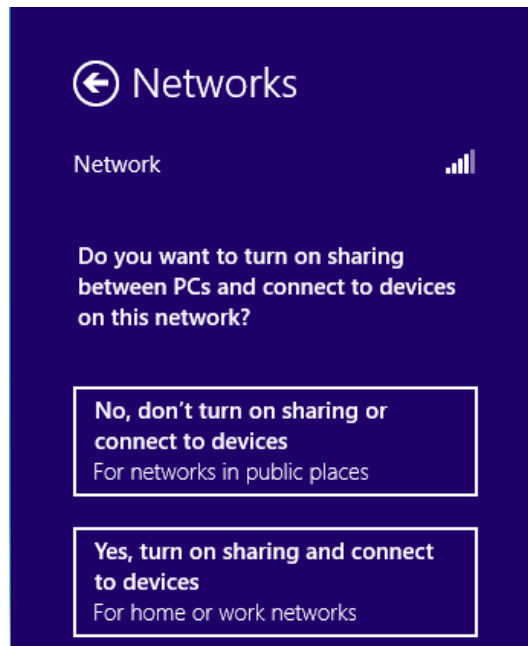 Networks
Network
Do you want to turn on sharing
between PCs and connect to devices
on this network?
No, don't turn on sharing or
connect to devices
For networks in public places
Yes, turn on sharing and connect
to devices
For home or work networks